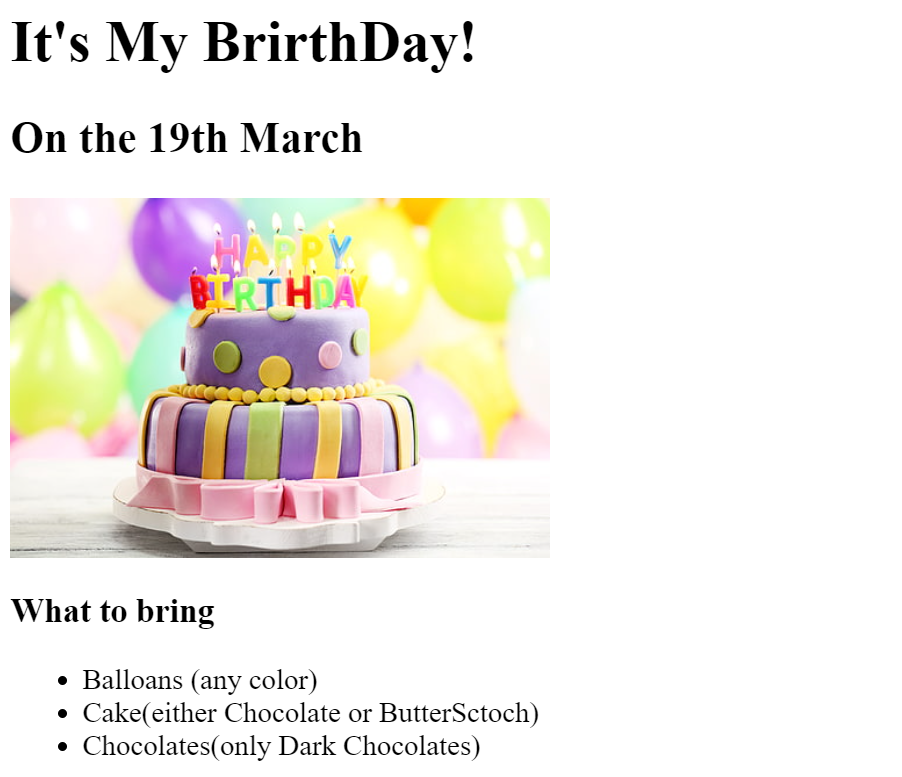 It's My BrirthDay!
On the 19th March
HAPPY
BIRTHDAY
What to bring
Balloans (any color)
Cake(either Chocolate or ButterSctoch)
Chocolates(only Dark Chocolates)